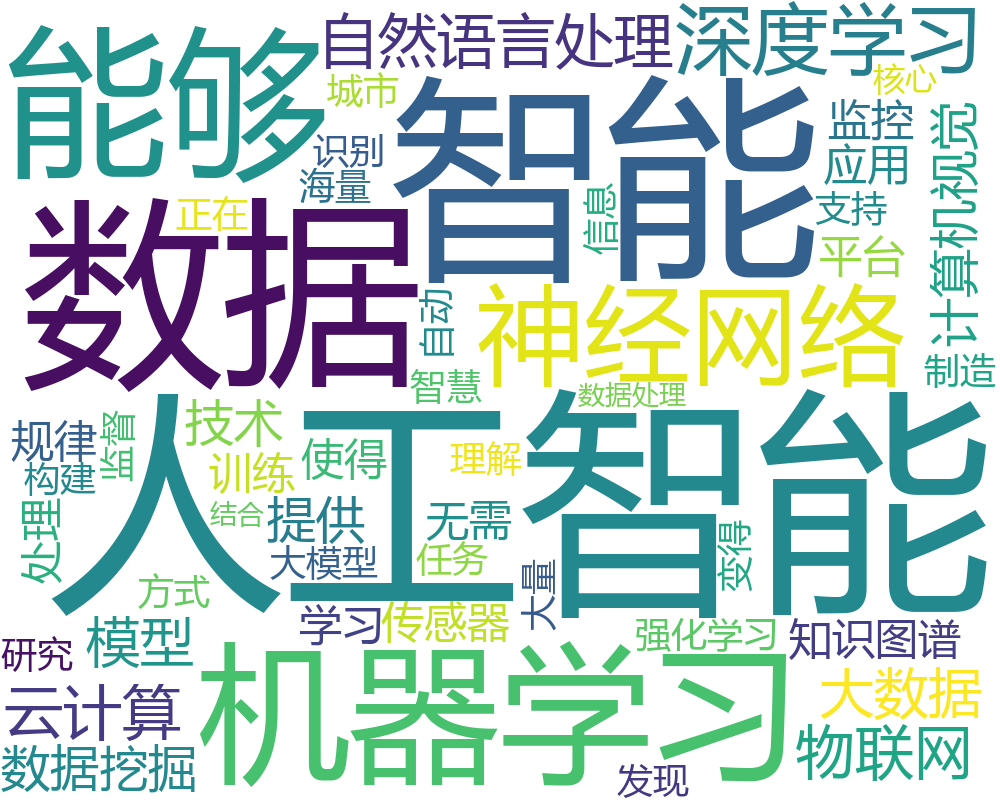 自然语言处理
深度学习
能够
城市
智能
核心
监控
计算机视觉
识别
应用
海量
数据
正在
信息
支持
平台
自动
神经网络
制造
智慧
数据处理
人工智能
技术
规律
监督
使得
理解
训练
构建
结合
提供
无需
处理
大模型
任务
变得
大量
方式
学习
传感器
模型
强化学习
知识图谱
研究
机器学习
大数据
云计算
物联网
数据挖掘
发现